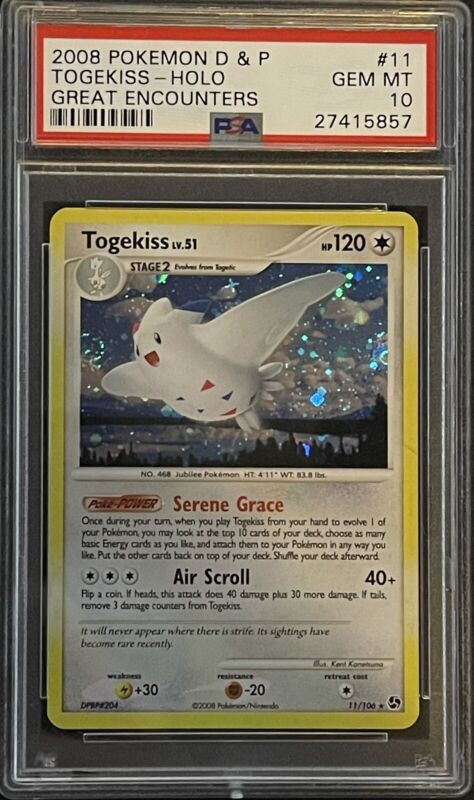 2008 POKEMON D & P #11
TOGEKISS-HOLO GEM MT
GREAT ENCOUNTERS 10
PSA 27415857
Togekiss LV.51 HP 120
STAGE 2 Evolves from Togetic
NO. 468 Jubilee Pokémon HT: 4'11" WT: 83.8 lbs.
POKé-POWER Serene Grace
Once during your turn, when you play Togekiss from your hand to evolve 1 of
your Pokémon, you may look at the top 10 cards of your deck, choose as many
basic Energy cards as you like, and attach them to your Pokémon in any way you
like. Put the other cards back on top of your deck. Shuffle your deck afterward.
Air Scroll 40+
Flip a coin. If heads, this attack does 40 damage plus 30 more damage. If tails,
remove 3 damage counters from Togekiss.
It will never appear where there is strife. Its sightings have
become rare recently.
Illus. Kent Kanetsuna
weakness resistance retreat cost
+30 -20
DPBP#204 ©2008 Pokémon/Nintendo 11/106 ★